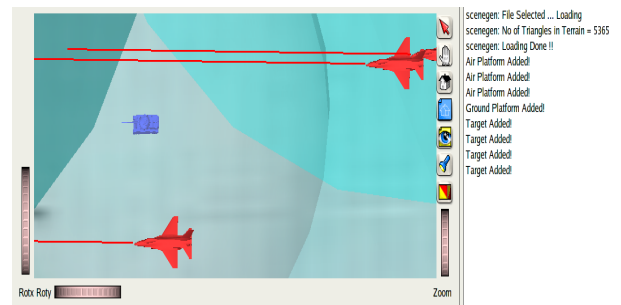 scenegen: File Selected ... Loading
scenegen: No of Triangles in Terrain = 5365
scenegen: Loading Done !!
Air Platform Added!
Air Platform Added!
Air Platform Added!
Ground Platform Added!
Target Added!
Target Added!
Target Added!
Target Added!
Rotx Roty
Zoom